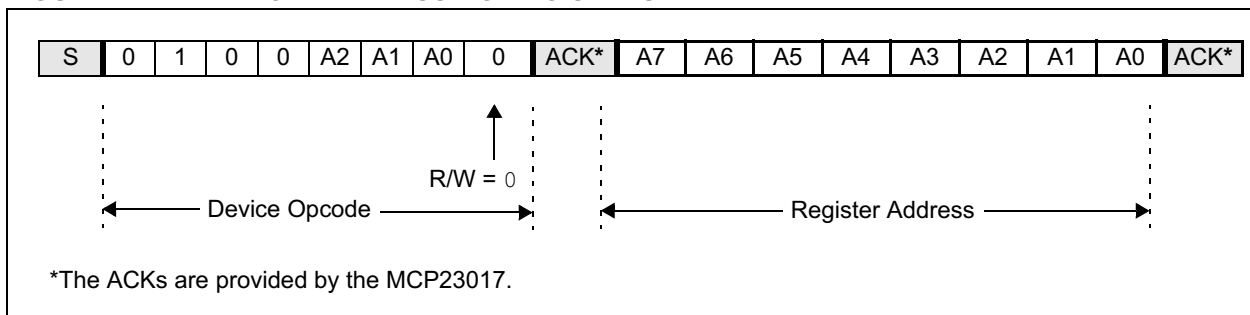 S 0 1 0 0 A2 A1 A0 0 ACK* A7 A6 A5 A4 A3 A2 A1 A0 ACK*
R/W = 0
Device Opcode
Register Address
*The ACKs are provided by the MCP23017.